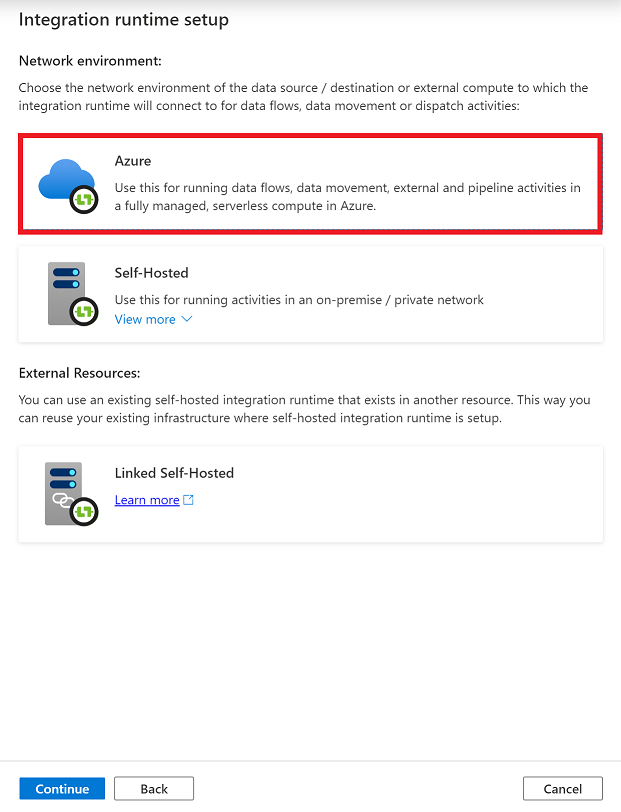 Integration runtime setup
Network environment:
Choose the network environment of the data source / destination or external compute to which the
integration runtime will connect to for data flows, data movement or dispatch activities:
Azure
Use this for running data flows, data movement, external and pipeline activities in
a fully managed, serverless compute in Azure.
Self-Hosted
Use this for running activities in an on-premise / private network
View more
External Resources:
You can use an existing self-hosted integration runtime that exists in another resource. This way you
can reuse your existing infrastructure where self-hosted integration runtime is setup.
Linked Self-Hosted
Learn more
Continue
Back
Cancel